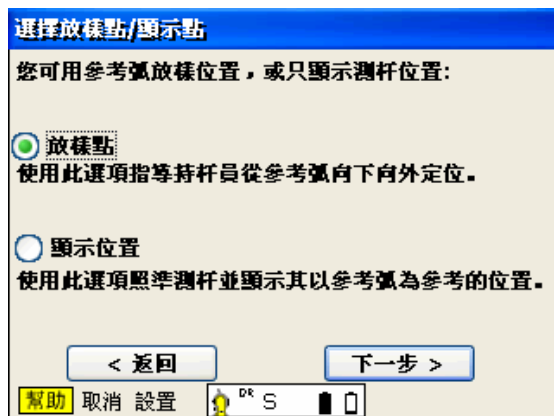 選擇放樣點/顯示點
您可用參考弧放樣位置，或只顯示測杆位置:
放樣點
使用此選項指等持杆员從參考弧向下向外定位。
顯示位置
使用此選項照準測杆並顯示其以參考弧為參考的位置。
< 返回 下一步 >
幫助 取消 設置 DR S